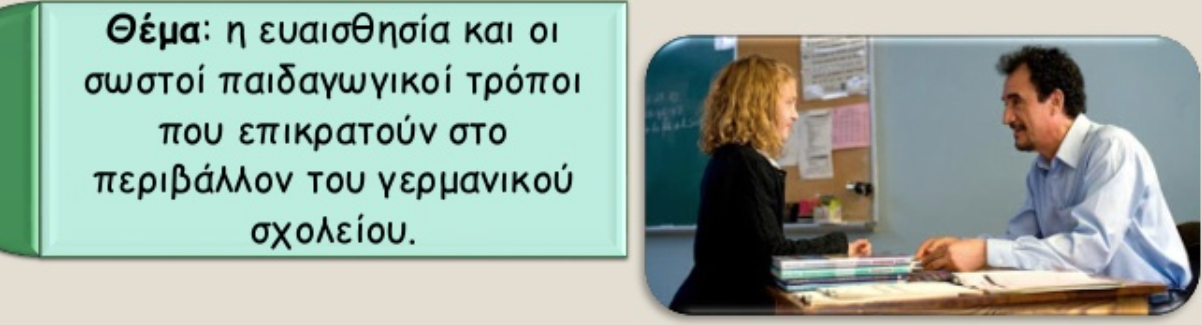 Θέμα: η ευαισθησία και οι
σωστοί παιδαγωγικοί τρόποι
που επικρατούν στο
περιβάλλον του γερμανικού
σχολείου.